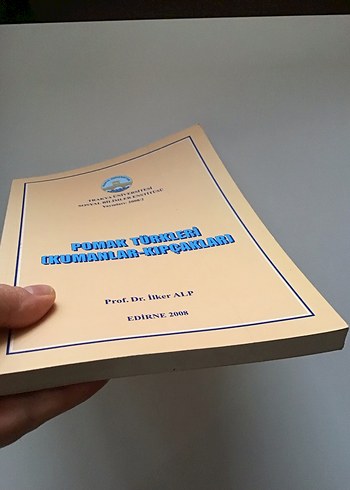 TRAKYA ÜNİVERSİTESİ
SOSYAL BİLİMLER ENSTİTÜSÜ
POMAK TÜRKLERİ
(KUMANLAR-KIPÇAKLAR)
Prof. Dr. İlker ALP
EDİRNE 2008